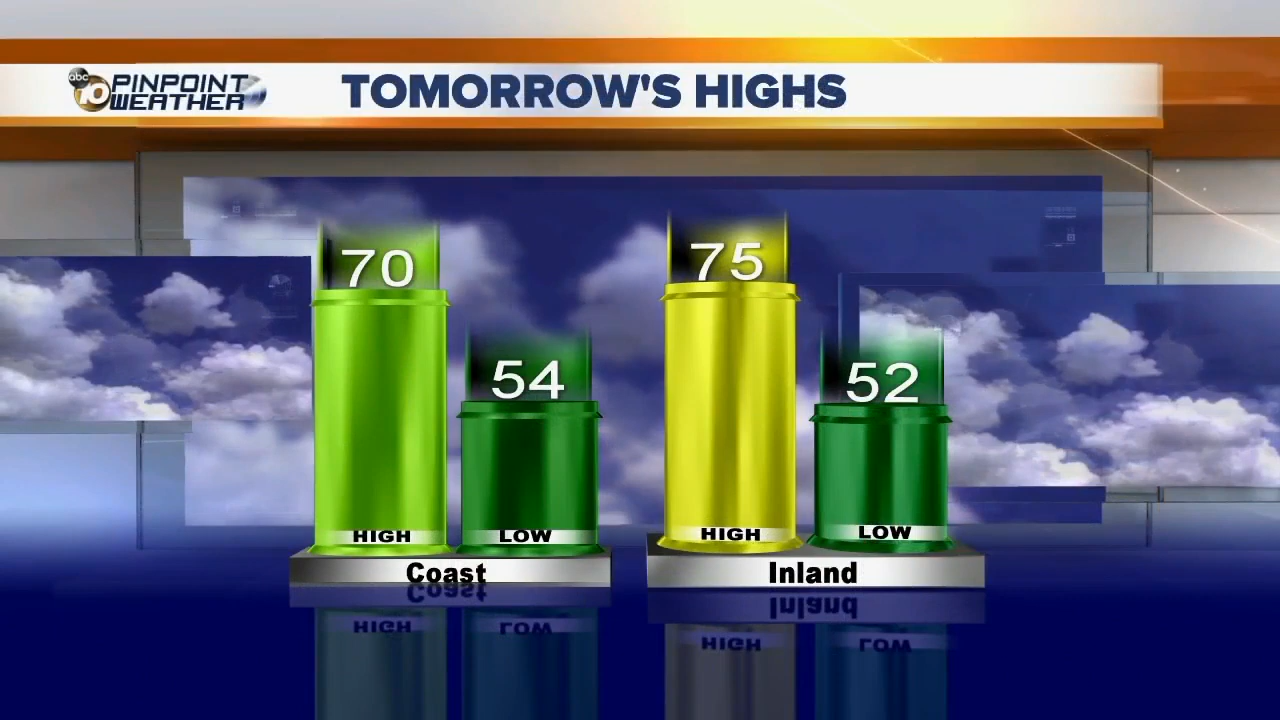 abc
10
PINPOINT
WEATHER
TOMORROW'S HIGHS
70
54
75
52
HIGH
LOW
HIGH
LOW
Coast
Inland